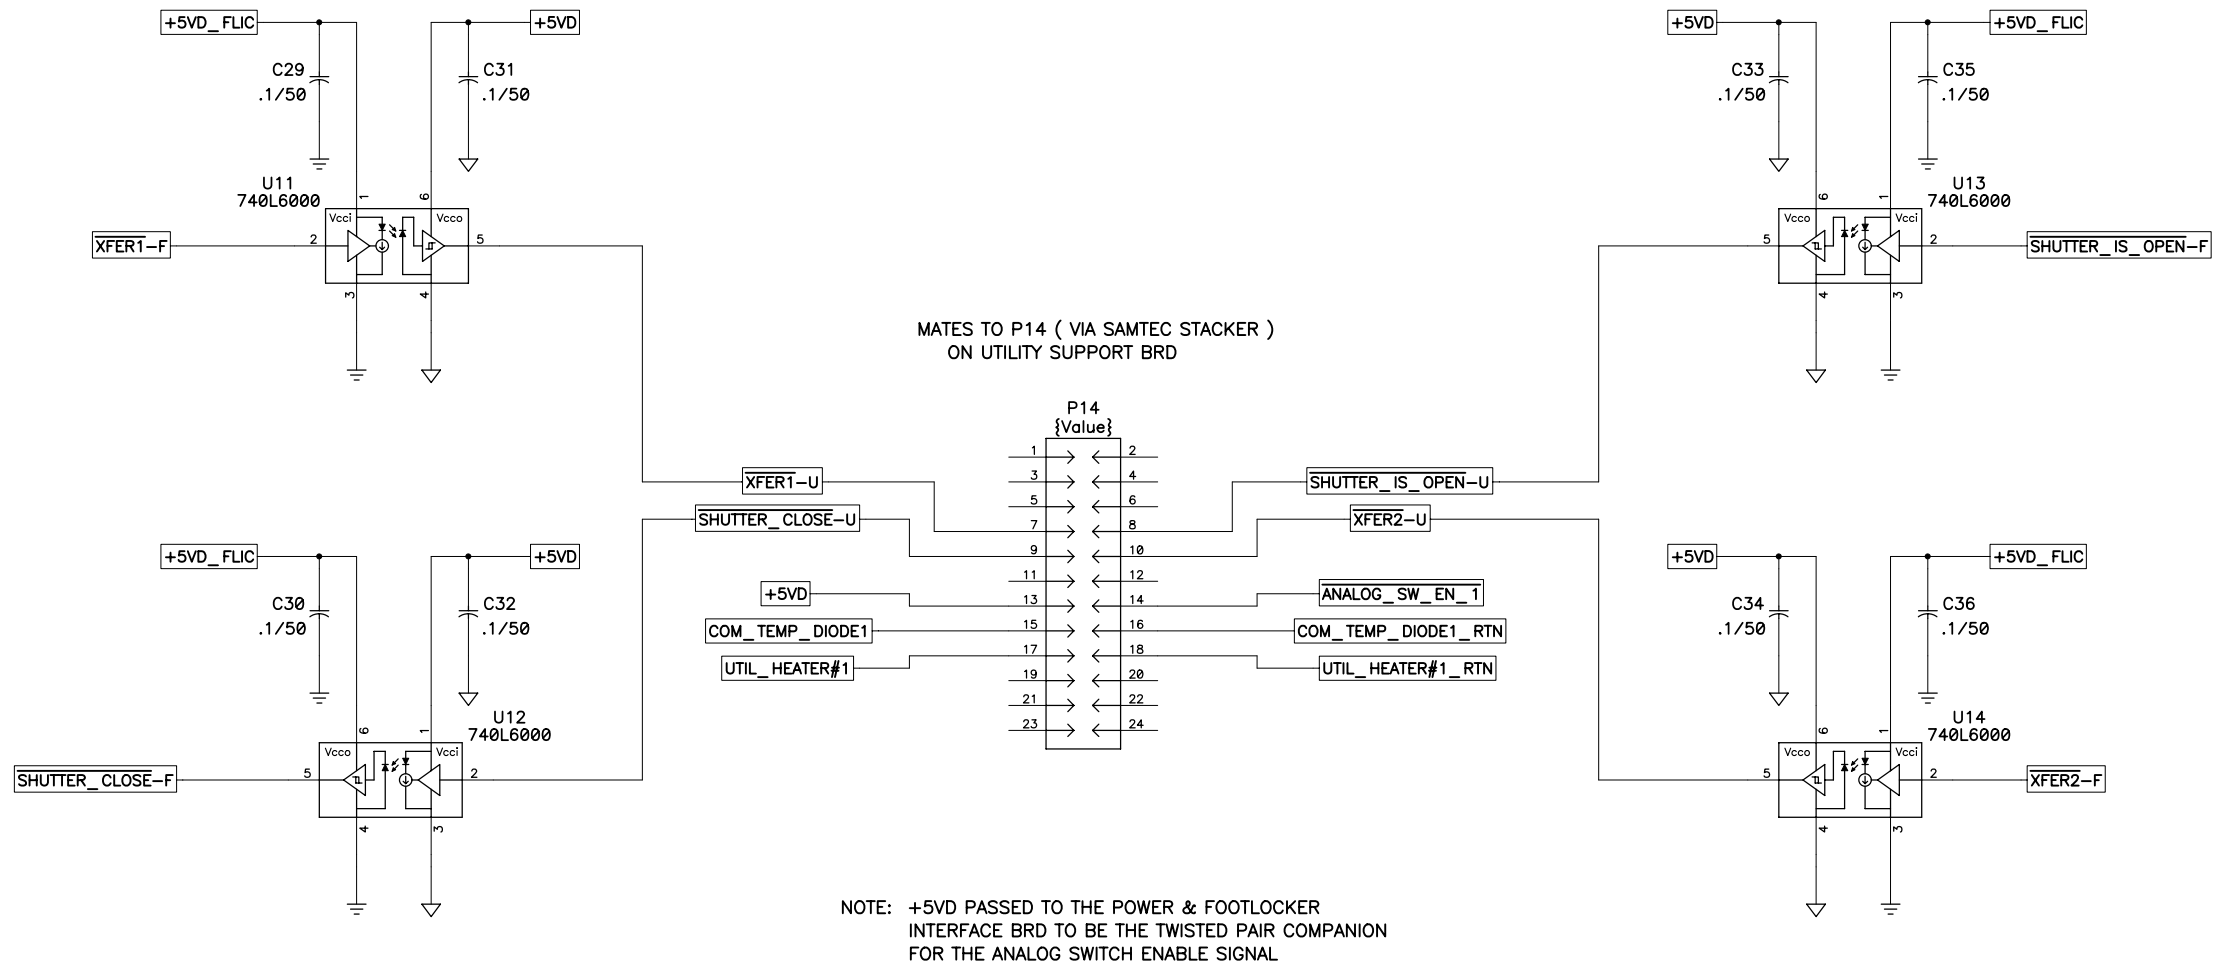 +5VD_FLIC
+5VD
C29
.1/50
C31
.1/50
U11
740L6000
1
6
Vcci
Vcco
XFER1-F
2
5
3
4
+5VD
+5VD_FLIC
C33
.1/50
C35
.1/50
U13
740L6000
6
1
Vcco
Vcci
5
2
SHUTTER_IS_OPEN-F
4
3
MATES TO P14 ( VIA SAMTEC STACKER )
ON UTILITY SUPPORT BRD
P14
{Value}
1
2
3
4
5
6
XFER1-U
7
8
SHUTTER_IS_OPEN-U
SHUTTER_CLOSE-U
9
10
XFER2-U
11
12
+5VD
13
14
ANALOG_SW_EN_1
COM_TEMP_DIODE1
15
16
COM_TEMP_DIODE1_RTN
UTIL_HEATER#1
17
18
UTIL_HEATER#1_RTN
19
20
21
22
23
24
+5VD_FLIC
+5VD
C30
.1/50
C32
.1/50
U12
740L6000
6
1
Vcco
Vcci
SHUTTER_CLOSE-F
5
2
4
3
+5VD
+5VD_FLIC
C34
.1/50
C36
.1/50
U14
740L6000
6
1
Vcco
Vcci
5
2
XFER2-F
4
3
NOTE: +5VD PASSED TO THE POWER & FOOTLOCKER
INTERFACE BRD TO BE THE TWISTED PAIR COMPANION
FOR THE ANALOG SWITCH ENABLE SIGNAL